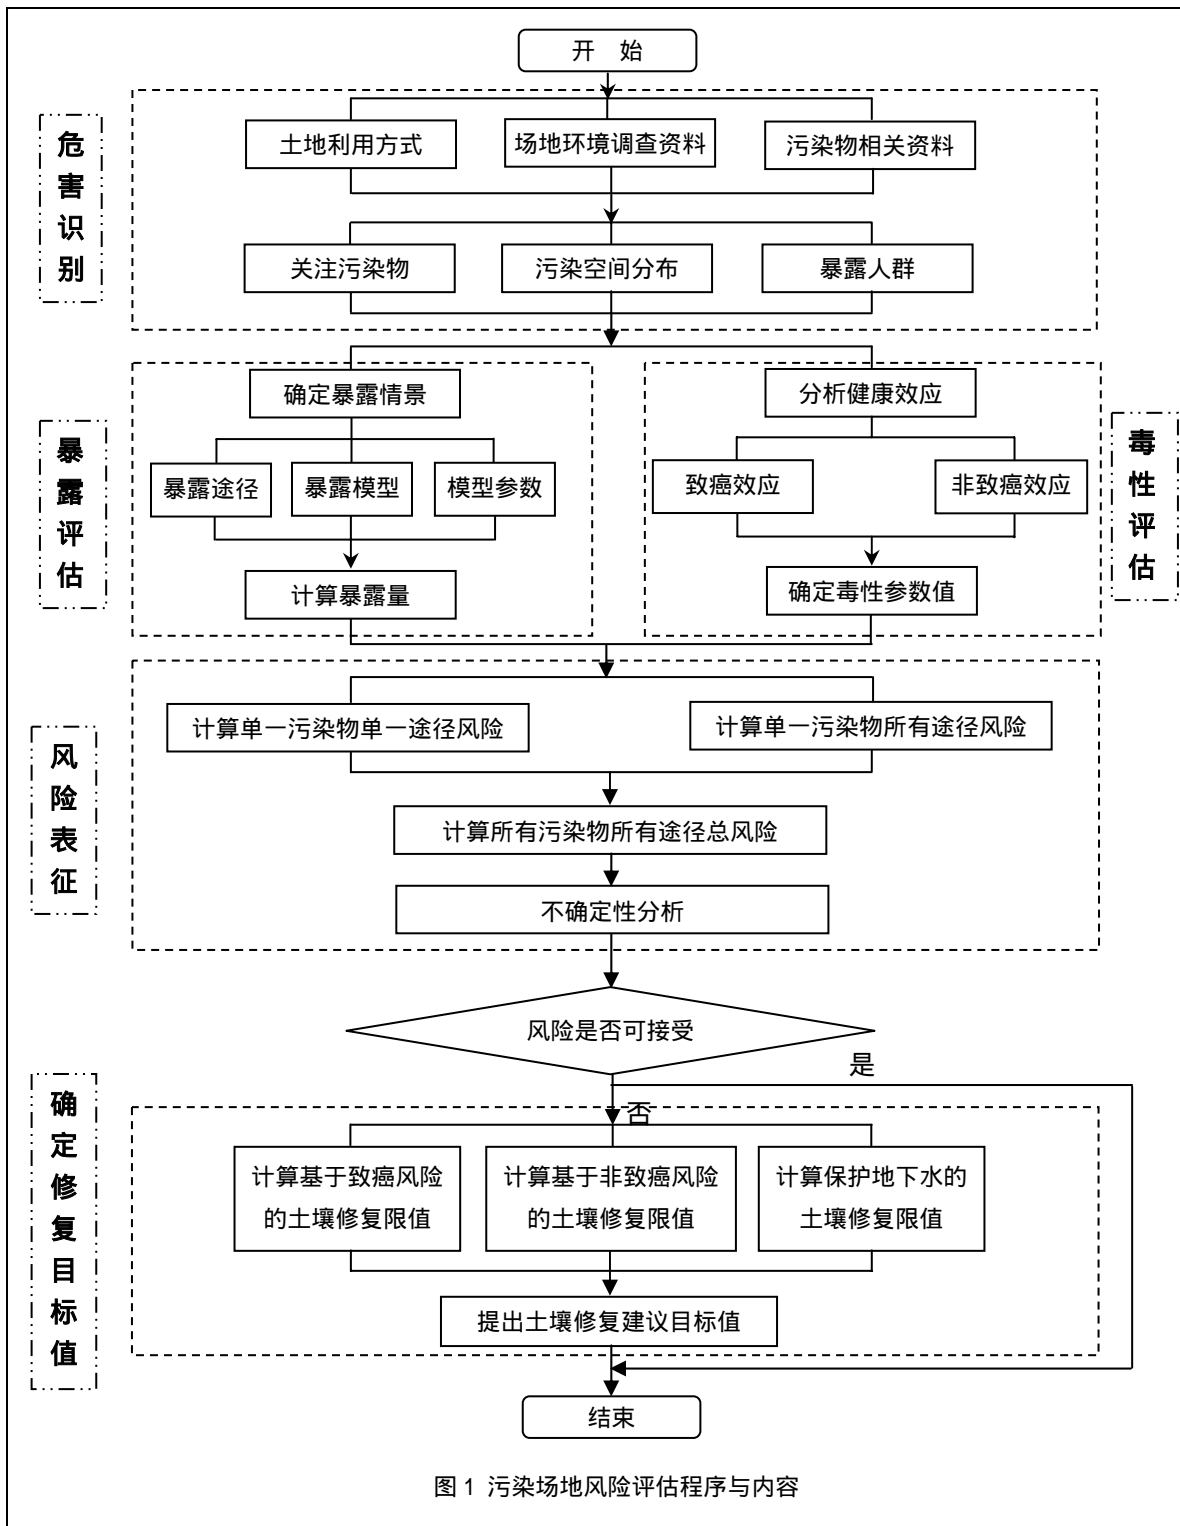 开 始
危害识别
土地利用方式
场地环境调查资料
污染物相关资料
关注污染物
污染空间分布
暴露人群
暴露评估
确定暴露情景
暴露途径
暴露模型
模型参数
计算暴露量
毒性评估
分析健康效应
致癌效应
非致癌效应
确定毒性参数值
风险表征
计算单一污染物单一途径风险
计算单一污染物所有途径风险
计算所有污染物所有途径总风险
不确定性分析
风险是否可接受
是
否
确定修复目标值
计算基于致癌风险
的土壤修复限值
计算基于非致癌风险
的土壤修复限值
计算保护地下水的
土壤修复限值
提出土壤修复建议目标值
结束
图 1 污染场地风险评估程序与内容